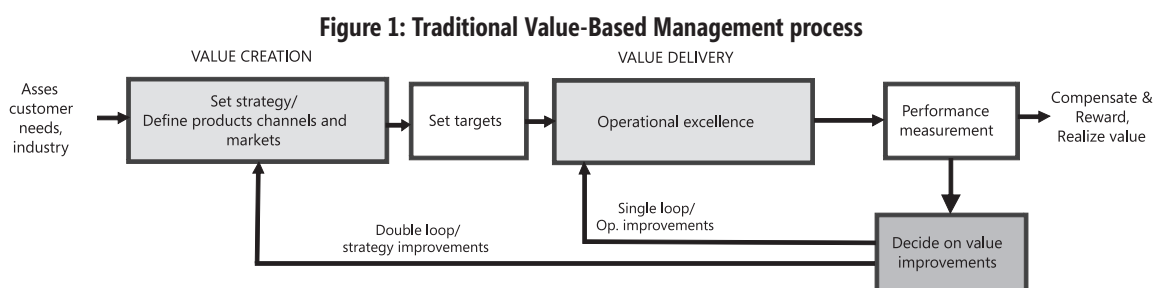 Figure 1: Traditional Value-Based Management process
VALUE CREATION
VALUE DELIVERY
Asses
customer
needs,
industry
Set strategy/
Define products channels and
markets
Set targets
Operational excellence
Performance
measurement
Compensate &
Reward,
Realize value
Single loop/
Op. improvements
Double loop/
strategy improvements
Decide on value
improvements